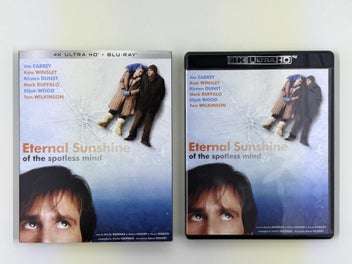 4K ULTRA HD • BLU-RAY
Jim CARREY
Kate WINSLET
Kirsten DUNST
Mark RUFFALO
Elijah WOOD
Tom WILKINSON
Eternal Sunshine
of the spotless mind
4K ULTRA HD
Jim CARREY
Kate WINSLET
Kirsten DUNST
Mark RUFFALO
Elijah WOOD
Tom WILKINSON
Eternal Sunshine
of the spotless mind